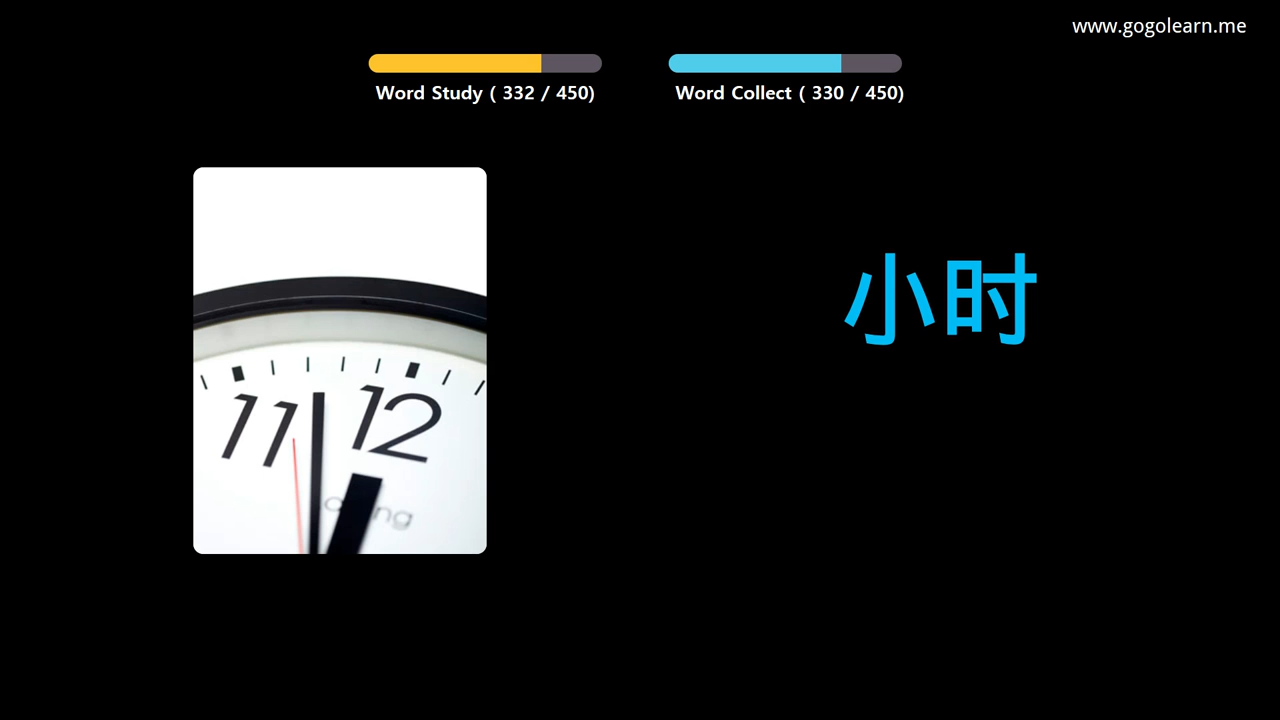 www.gogolearn.me
Word Study ( 332 / 450)
Word Collect ( 330 / 450)
小时
11
12